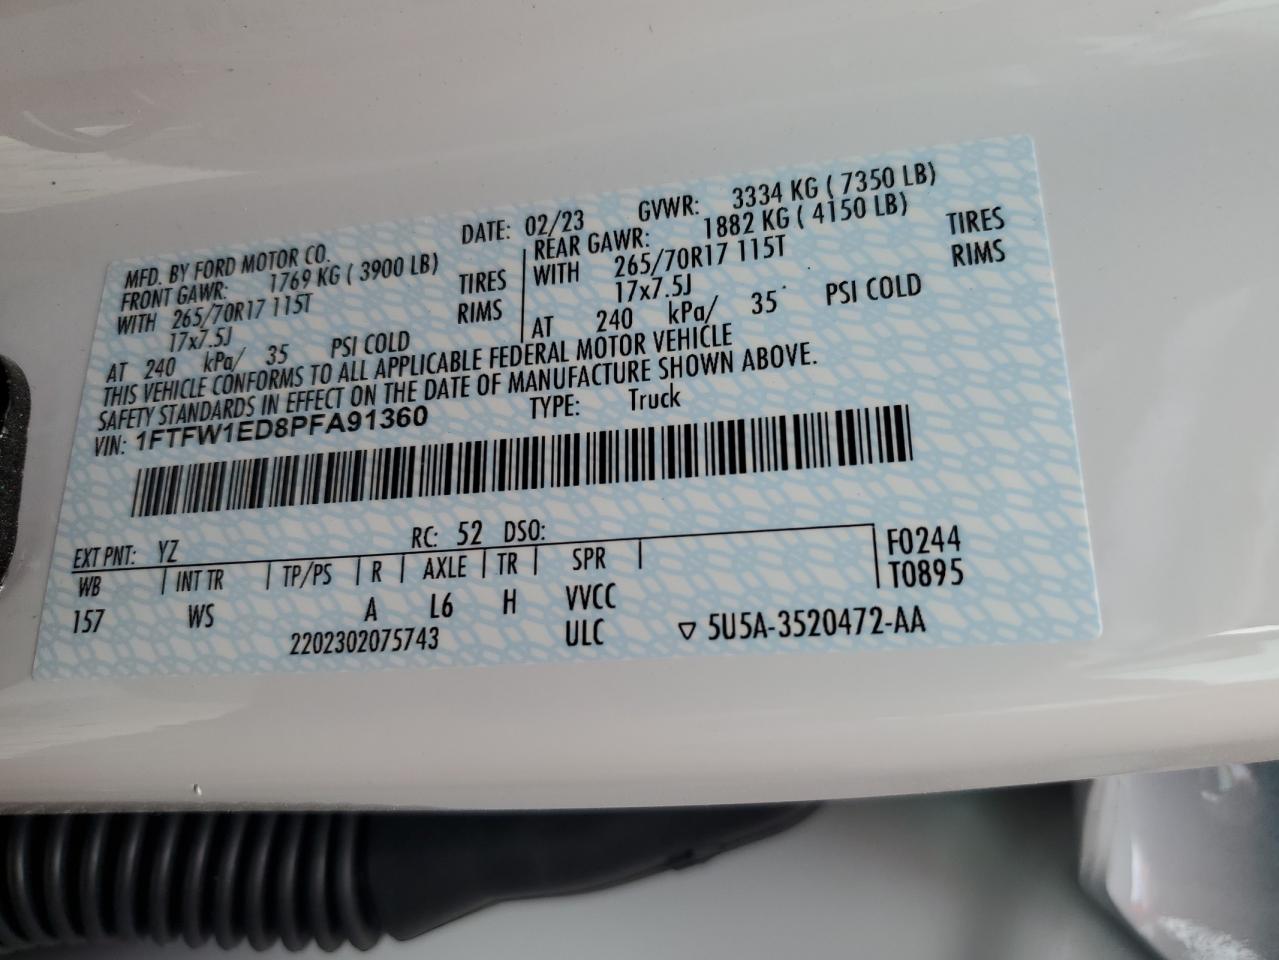 MFD. BY FORD MOTOR CO. DATE: 02/23 GVWR: 3334 KG ( 7350 LB)
FRONT GAWR: 1769 KG ( 3900 LB)
WITH 265/70R17 115T TIRES
17x7.5J RIMS
AT 240 kPa/ 35 PSI COLD
REAR GAWR: 1882 KG ( 4150 LB)
WITH 265/70R17 115T TIRES
17x7.5J RIMS
AT 240 kPa/ 35 PSI COLD
THIS VEHICLE CONFORMS TO ALL APPLICABLE FEDERAL MOTOR VEHICLE
SAFETY STANDARDS IN EFFECT ON THE DATE OF MANUFACTURE SHOWN ABOVE.
VIN: 1FTFW1ED8PFA91360 TYPE: Truck
EXT PNT: YZ RC: 52 DSO:
WB | INT TR | TP/PS | R | AXLE | TR | SPR | F0244
157 WS A L6 H VVCC T0895
2202302075743 ULC ▽ 5U5A-3520472-AA